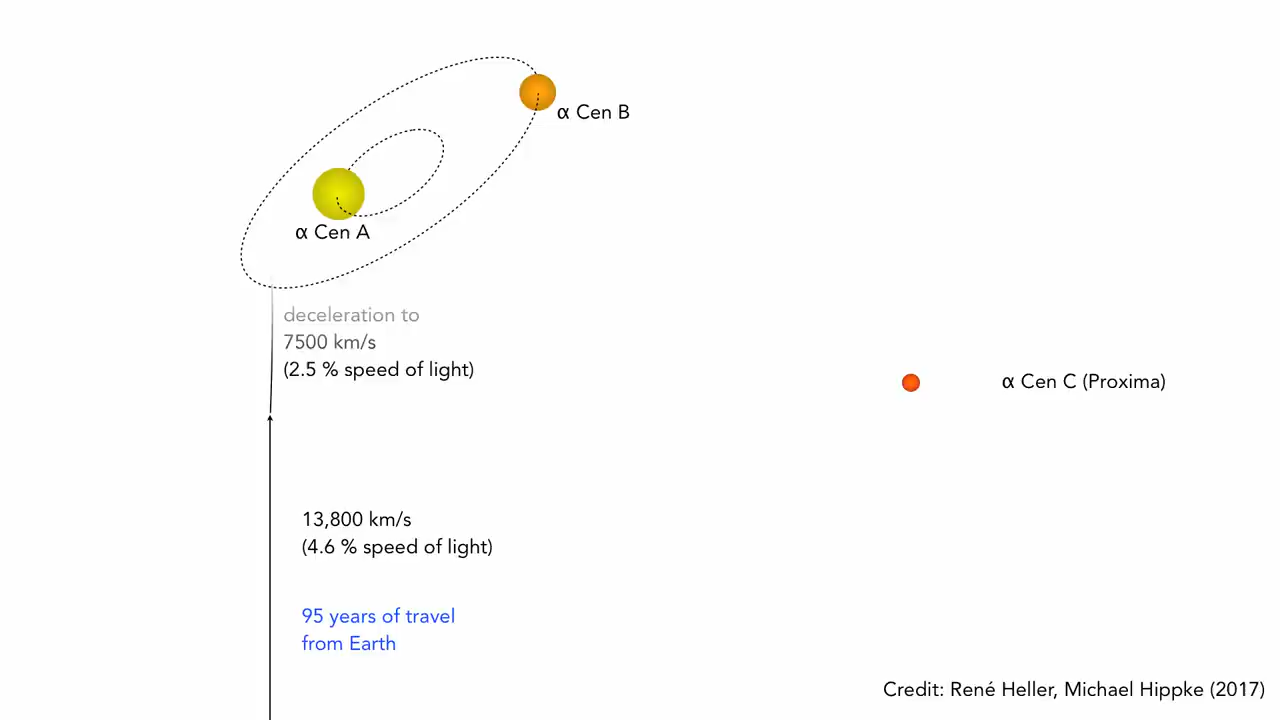 α Cen B
α Cen A
deceleration to
7500 km/s
(2.5 % speed of light)
α Cen C (Proxima)
13,800 km/s
(4.6 % speed of light)
95 years of travel
from Earth
Credit: René Heller, Michael Hippke (2017)